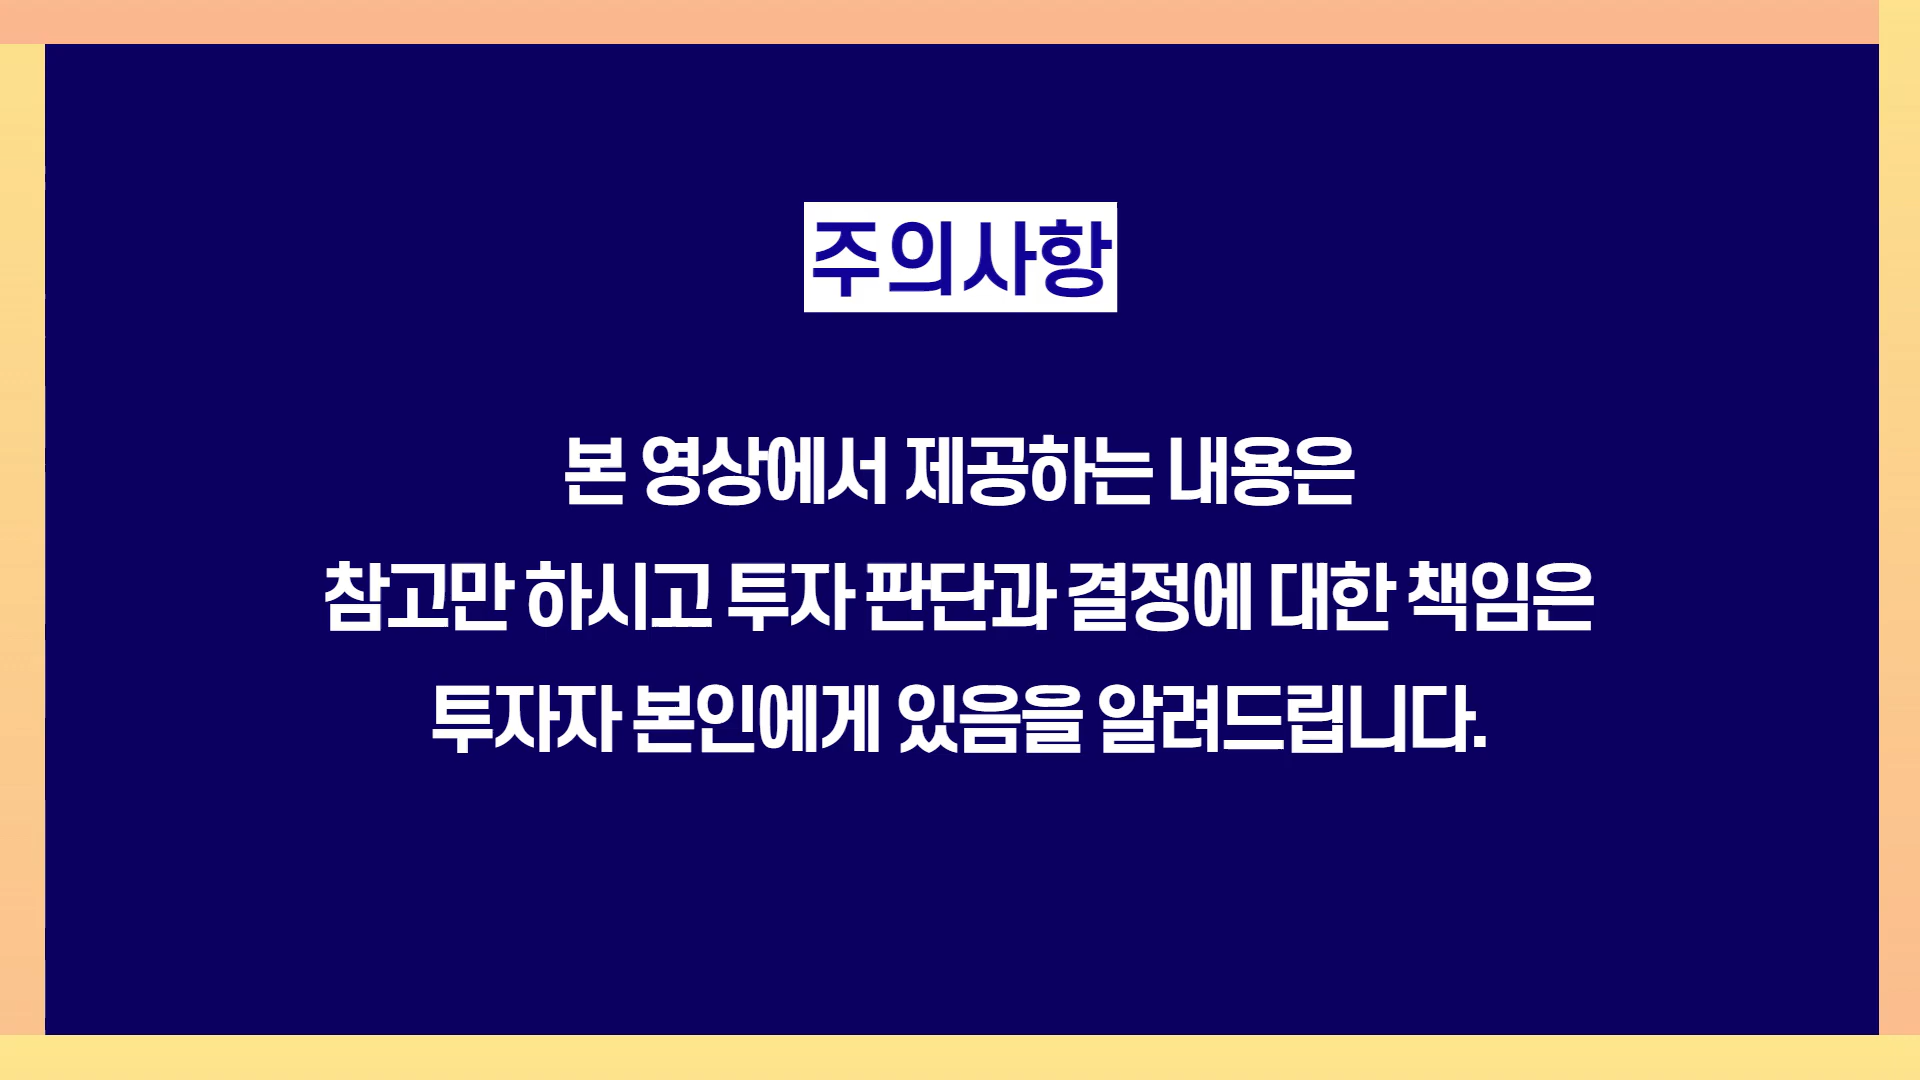 주의사항
본 영상에서 제공하는 내용은
참고만 하시고 투자 판단과 결정에 대한 책임은
투자자 본인에게 있음을 알려드립니다.